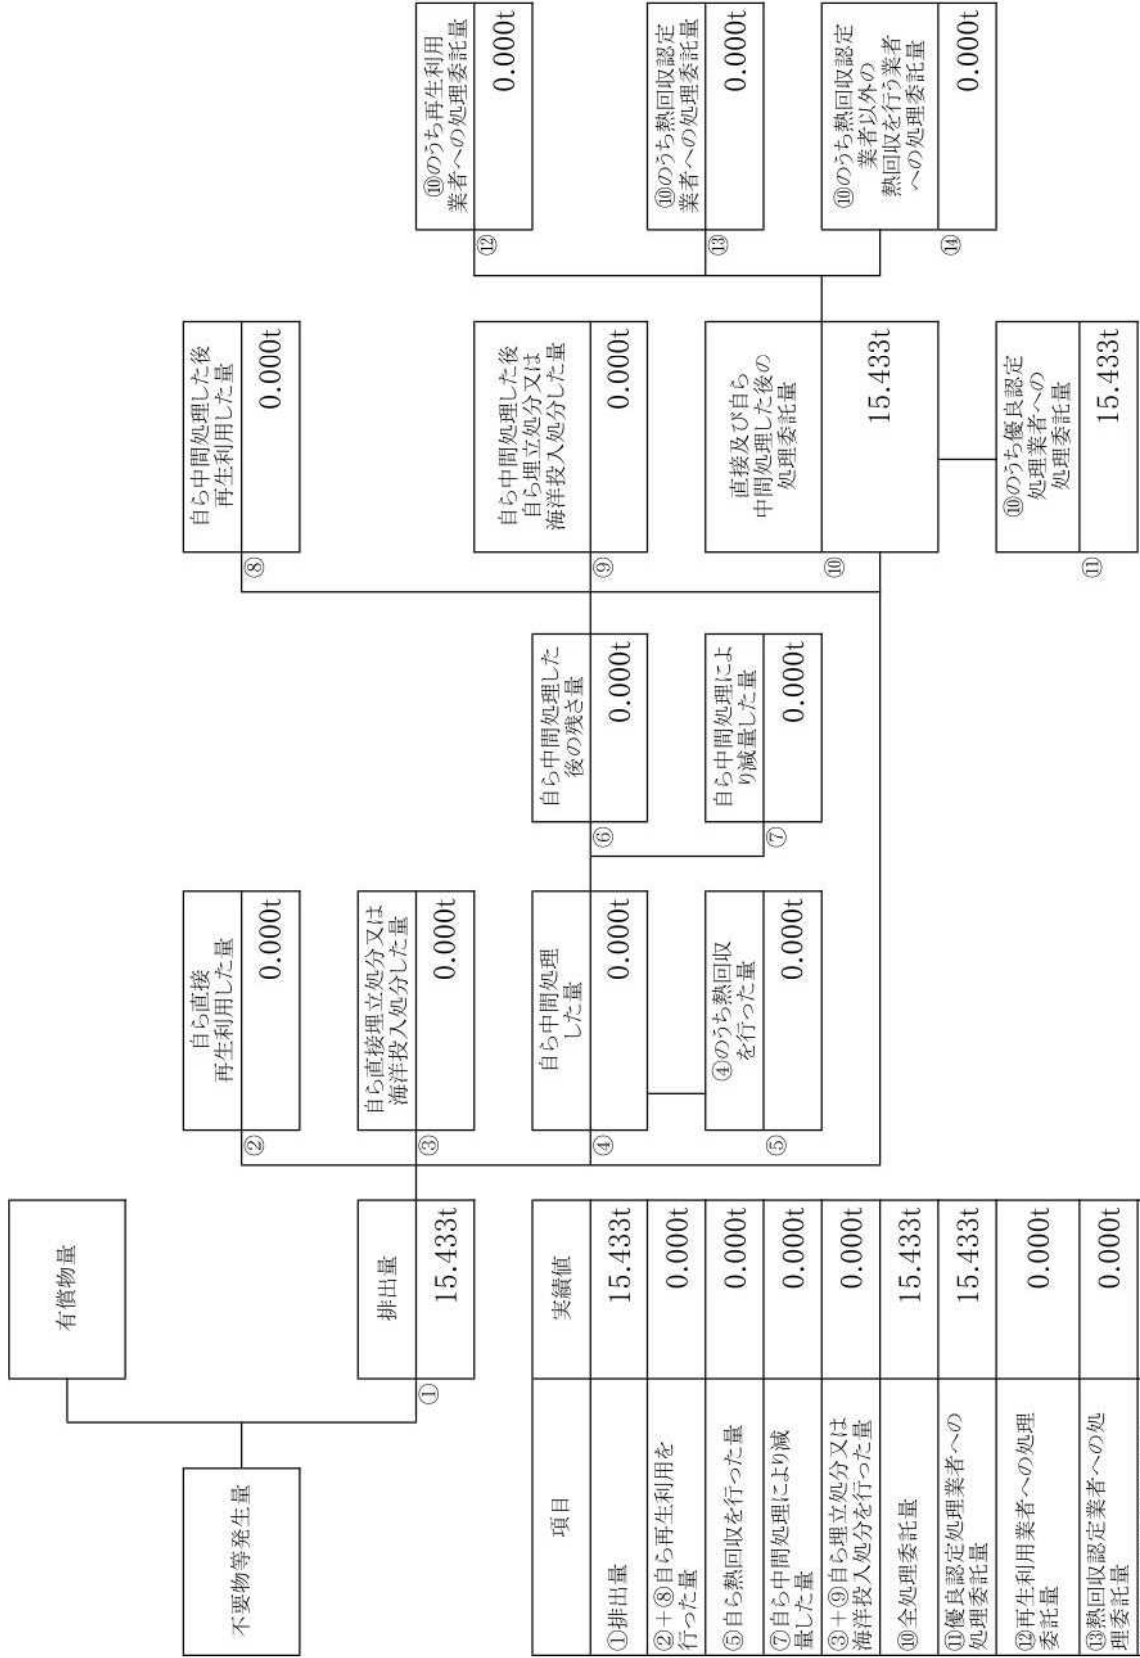 有償物量
不要物等発生量
排出量
①
15.433t
自ら直接
再生利用した量
②
0.000t
自ら直接埋立処分又は
海洋投入処分した量
③
0.000t
自ら中間処理
した量
④
0.000t
④のうち熱回収
を行った量
⑤
0.000t
自ら中間処理した
後の残さ量
⑥
0.000t
自ら中間処理によ
り減量した量
⑦
0.000t
自ら中間処理した後
再生利用した量
⑧
0.000t
自ら中間処理した後
自ら埋立処分又は
海洋投入処分した量
⑨
0.000t
直接及び自ら
中間処理した後の
処理委託量
⑩
15.433t
⑩のうち優良認定
処理業者への
処理委託量
⑪
15.433t
⑩のうち再生利用
業者への処理委託量
⑫
0.000t
⑩のうち熱回収認定
業者への処理委託量
⑬
0.000t
⑩のうち熱回収認定
業者以外の
熱回収を行う業者
への処理委託量
⑭
0.000t
項目 実績値
①排出量 15.433t
②+⑧自ら再生利用を
行った量 0.000t
⑤自ら熱回収を行った量 0.000t
⑦自ら中間処理により減
量した量 0.000t
③+⑨自ら埋立処分又は
海洋投入処分を行った量 0.000t
⑩全処理委託量 15.433t
⑪優良認定処理業者への
処理委託量 15.433t
⑫再生利用業者への処理
委託量 0.000t
⑬熱回収認定業者への処
理委託量 0.000t